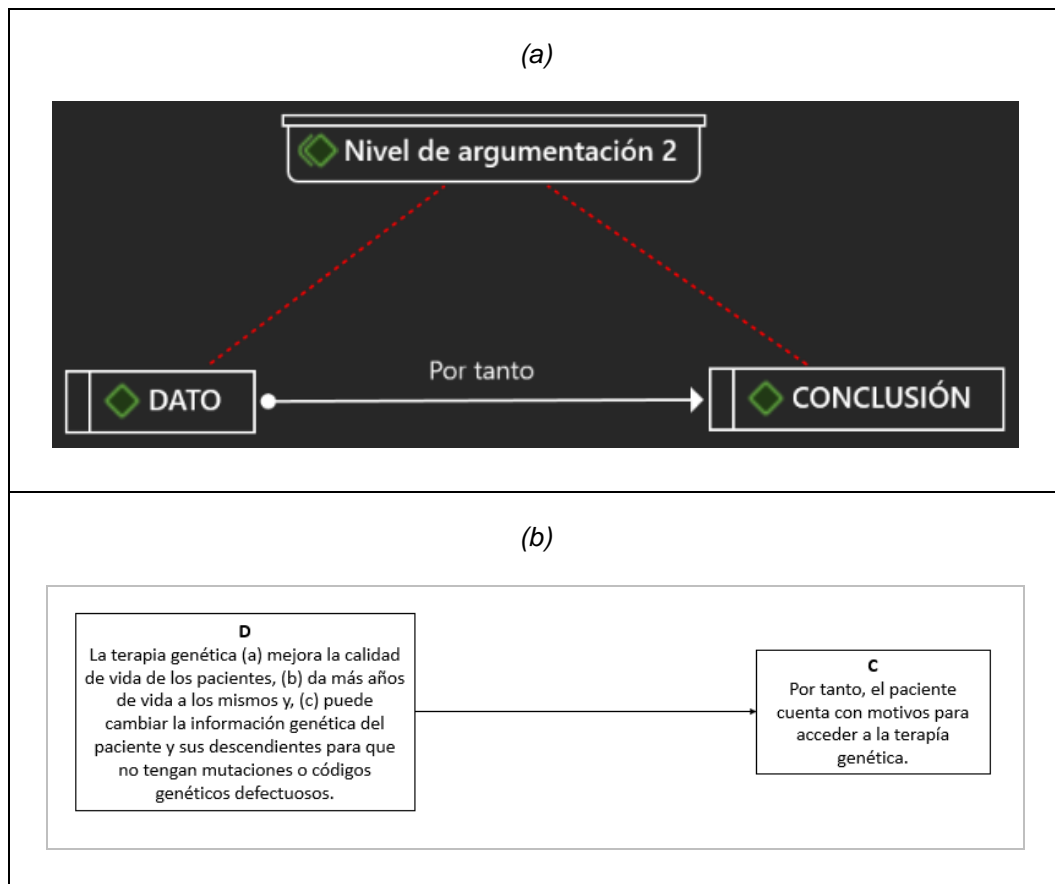 (a)
Nivel de argumentación 2
Por tanto
DATO
CONCLUSIÓN
(b)
D
La terapia genética (a) mejora la calidad
de vida de los pacientes, (b) da más años
de vida a los mismos y, (c) puede
cambiar la información genética del
paciente y sus descendientes para que
no tengan mutaciones o códigos
genéticos defectuosos.
C
Por tanto, el paciente
cuenta con motivos para
acceder a la terapía
genética.